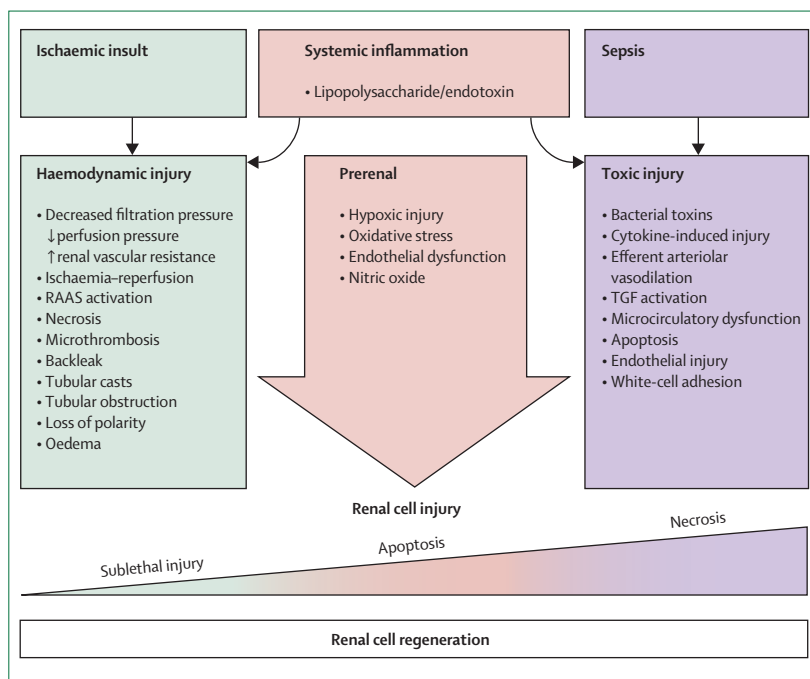 Ischaemic insult
Systemic inflammation
• Lipopolysaccharide/endotoxin
Sepsis
Haemodynamic injury
• Decreased filtration pressure
↓perfusion pressure
↑renal vascular resistance
• Ischaemia–reperfusion
• RAAS activation
• Necrosis
• Microthrombosis
• Backleak
• Tubular casts
• Tubular obstruction
• Loss of polarity
• Oedema
Prerenal
• Hypoxic injury
• Oxidative stress
• Endothelial dysfunction
• Nitric oxide
Toxic injury
• Bacterial toxins
• Cytokine-induced injury
• Efferent arteriolar
vasodilation
• TGF activation
• Microcirculatory dysfunction
• Apoptosis
• Endothelial injury
• White-cell adhesion
Renal cell injury
Sublethal injury
Apoptosis
Necrosis
Renal cell regeneration